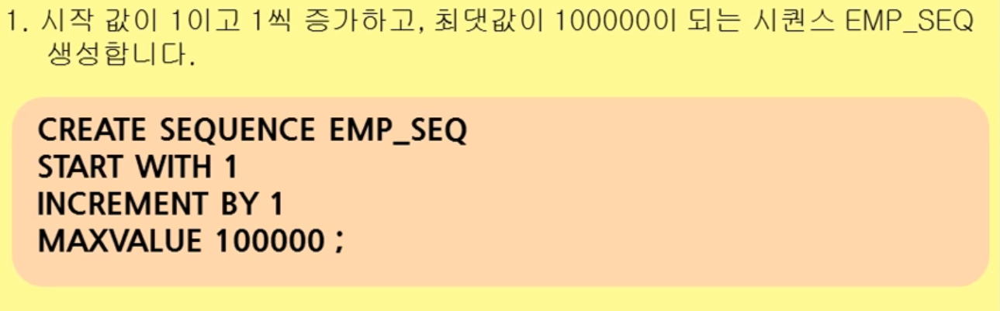 1. 시작 값이 1이고 1씩 증가하고, 최댓값이 100000이 되는 시퀀스 EMP_SEQ
생성합니다.
CREATE SEQUENCE EMP_SEQ
START WITH 1
INCREMENT BY 1
MAXVALUE 100000 ;